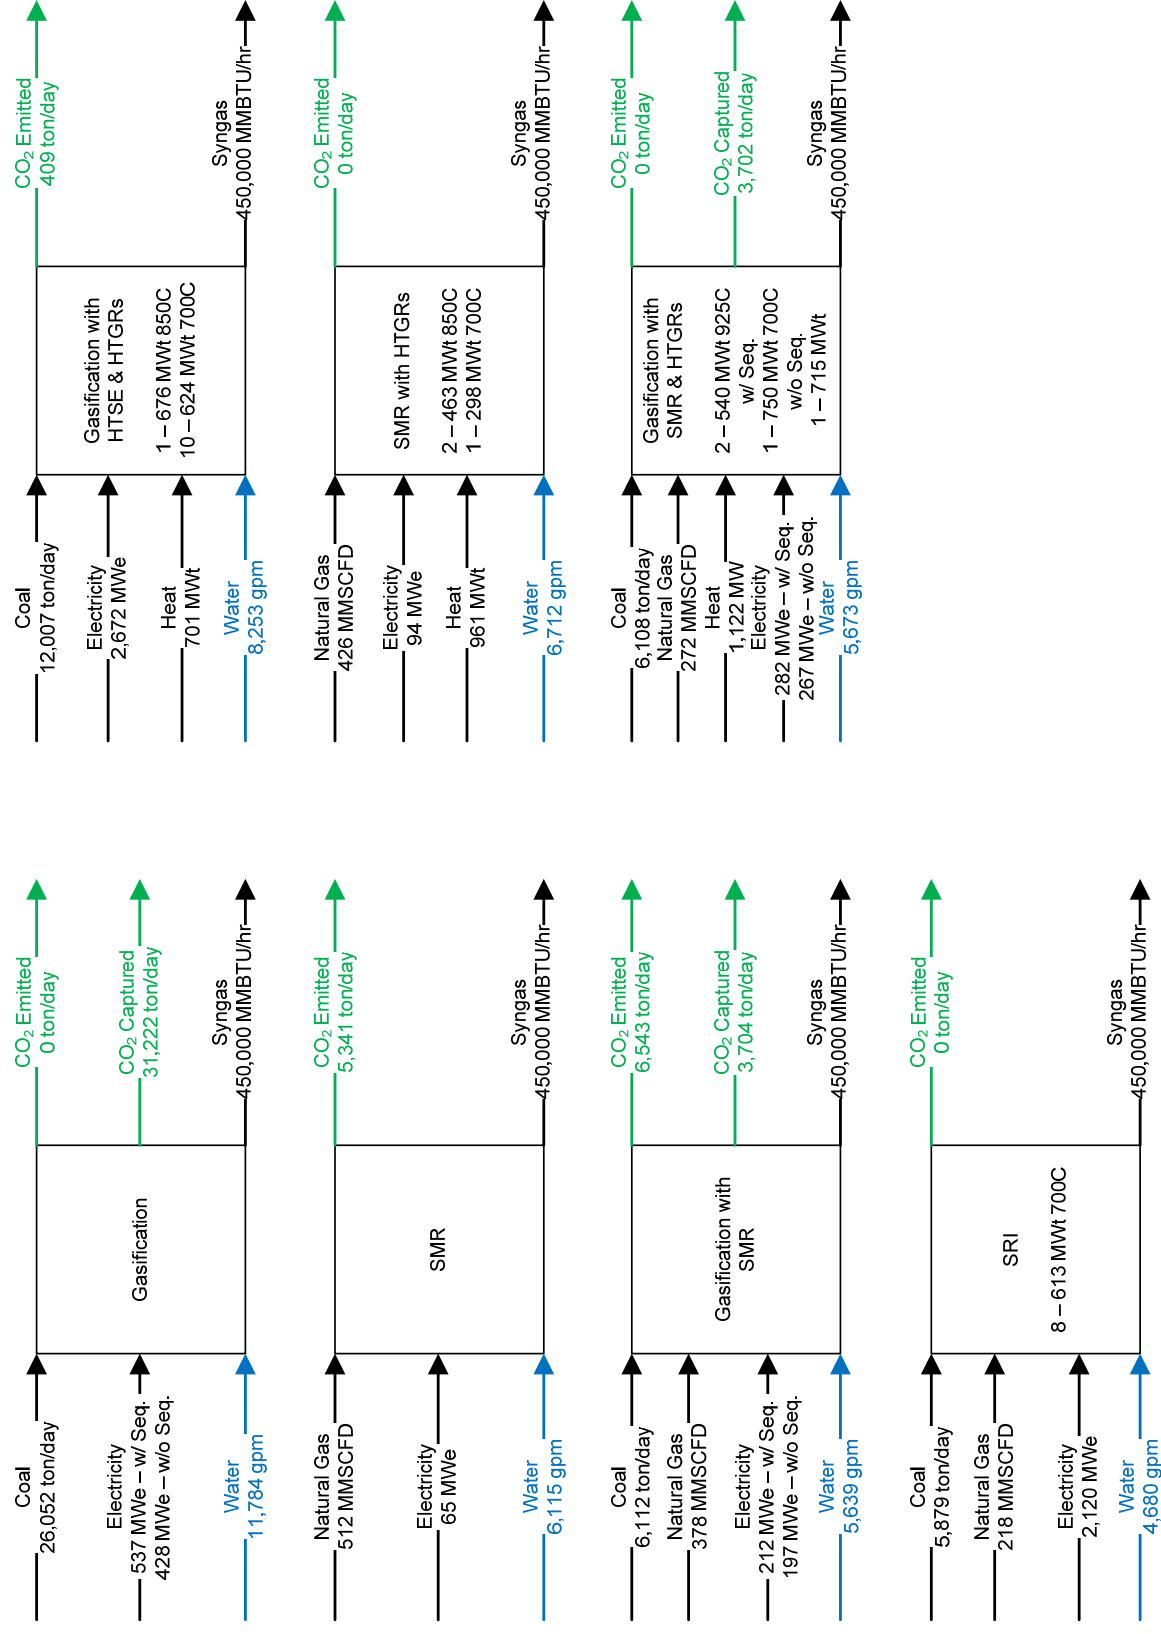 Coal
26,052 ton/day
Electricity
537 MWe – w/ Seq.
428 MWe – w/o Seq.
Water
11,784 gpm
Gasification
CO₂ Emitted
0 ton/day
CO₂ Captured
31,222 ton/day
Syngas
450,000 MMBTU/hr
Coal
12,007 ton/day
Electricity
2,672 MWe
Heat
701 MWt
Water
8,253 gpm
Gasification with
HTSE & HTGRs
1 – 676 MWt 850C
10 – 624 MWt 700C
CO₂ Emitted
409 ton/day
Syngas
450,000 MMBTU/hr
Natural Gas
512 MMSCFD
Electricity
65 MWe
Water
6,115 gpm
SMR
CO₂ Emitted
5,341 ton/day
Syngas
450,000 MMBTU/hr
Natural Gas
426 MMSCFD
Electricity
94 MWe
Heat
961 MWt
Water
6,712 gpm
SMR with HTGRs
2 – 463 MWt 850C
1 – 298 MWt 700C
CO₂ Emitted
0 ton/day
Syngas
450,000 MMBTU/hr
Coal
6,112 ton/day
Natural Gas
378 MMSCFD
Electricity
212 MWe – w/ Seq.
197 MWe – w/o Seq.
Water
5,639 gpm
Gasification with
SMR
CO₂ Emitted
6,543 ton/day
CO₂ Captured
3,704 ton/day
Syngas
450,000 MMBTU/hr
Coal
6,108 ton/day
Natural Gas
272 MMSCFD
Heat
1,122 MW
Electricity
282 MWe – w/ Seq.
267 MWe – w/o Seq.
Water
5,673 gpm
Gasification with
SMR & HTGRs
2 – 540 MWt 925C
w/ Seq.
1 – 750 MWt 700C
w/o Seq.
1 – 715 MWt
CO₂ Emitted
0 ton/day
CO₂ Captured
3,702 ton/day
Syngas
450,000 MMBTU/hr
Coal
5,879 ton/day
Natural Gas
218 MMSCFD
Electricity
2,120 MWe
Water
4,680 gpm
SRI
8 – 613 MWt 700C
CO₂ Emitted
0 ton/day
Syngas
450,000 MMBTU/hr